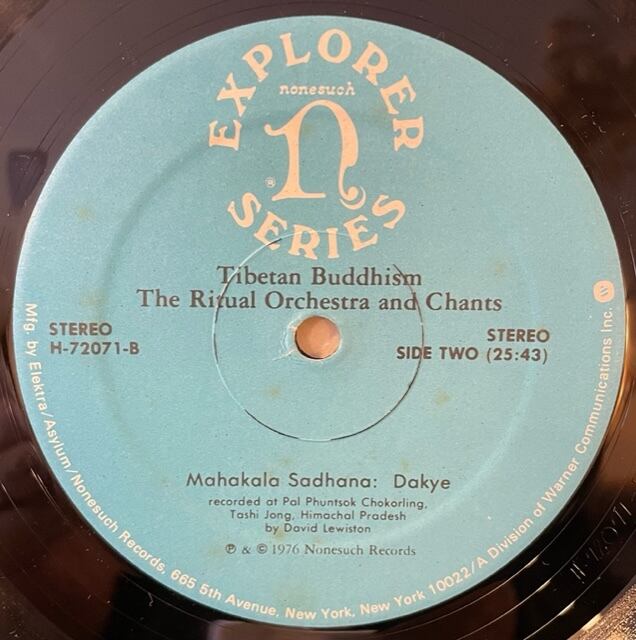 EXPLORER
nonesuch
n
®
SERIES
Tibetan Buddhism
The Ritual Orchestra and Chants
STEREO
H-72071-B
STEREO
SIDE TWO (25:43)
Mahakala Sadhana: Dakye
recorded at Pal Phuntsok Chokorling,
Tashi Jong, Himachal Pradesh
by David Lewiston
℗ & © 1976 Nonesuch Records
Mfg. by Elektra/Asylum/Nonesuch Records, 665 5th Avenue, New York, New York 10022/A Division of Warner Communications Inc.